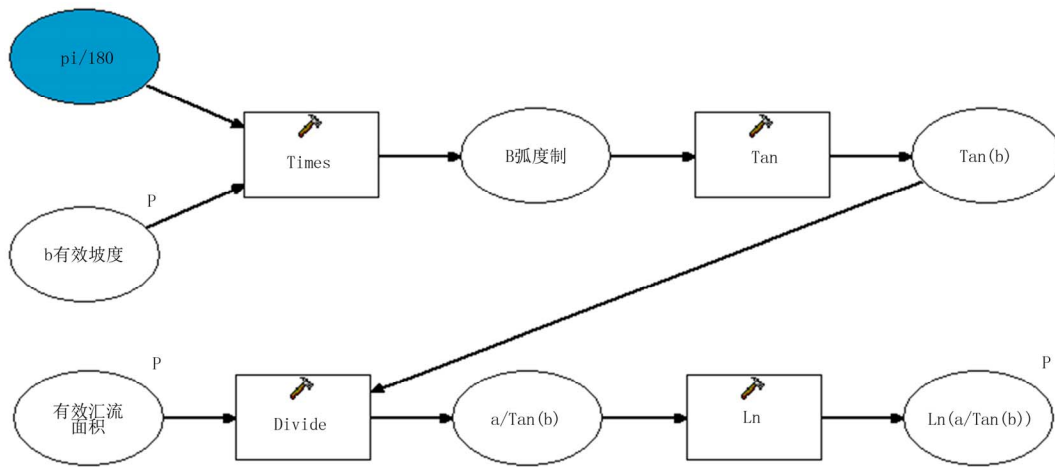 pi/180
Times
B弧度制
Tan
Tan(b)
P
b有效坡度
P
有效汇流
面积
Divide
a/Tan(b)
Ln
P
Ln(a/Tan(b))